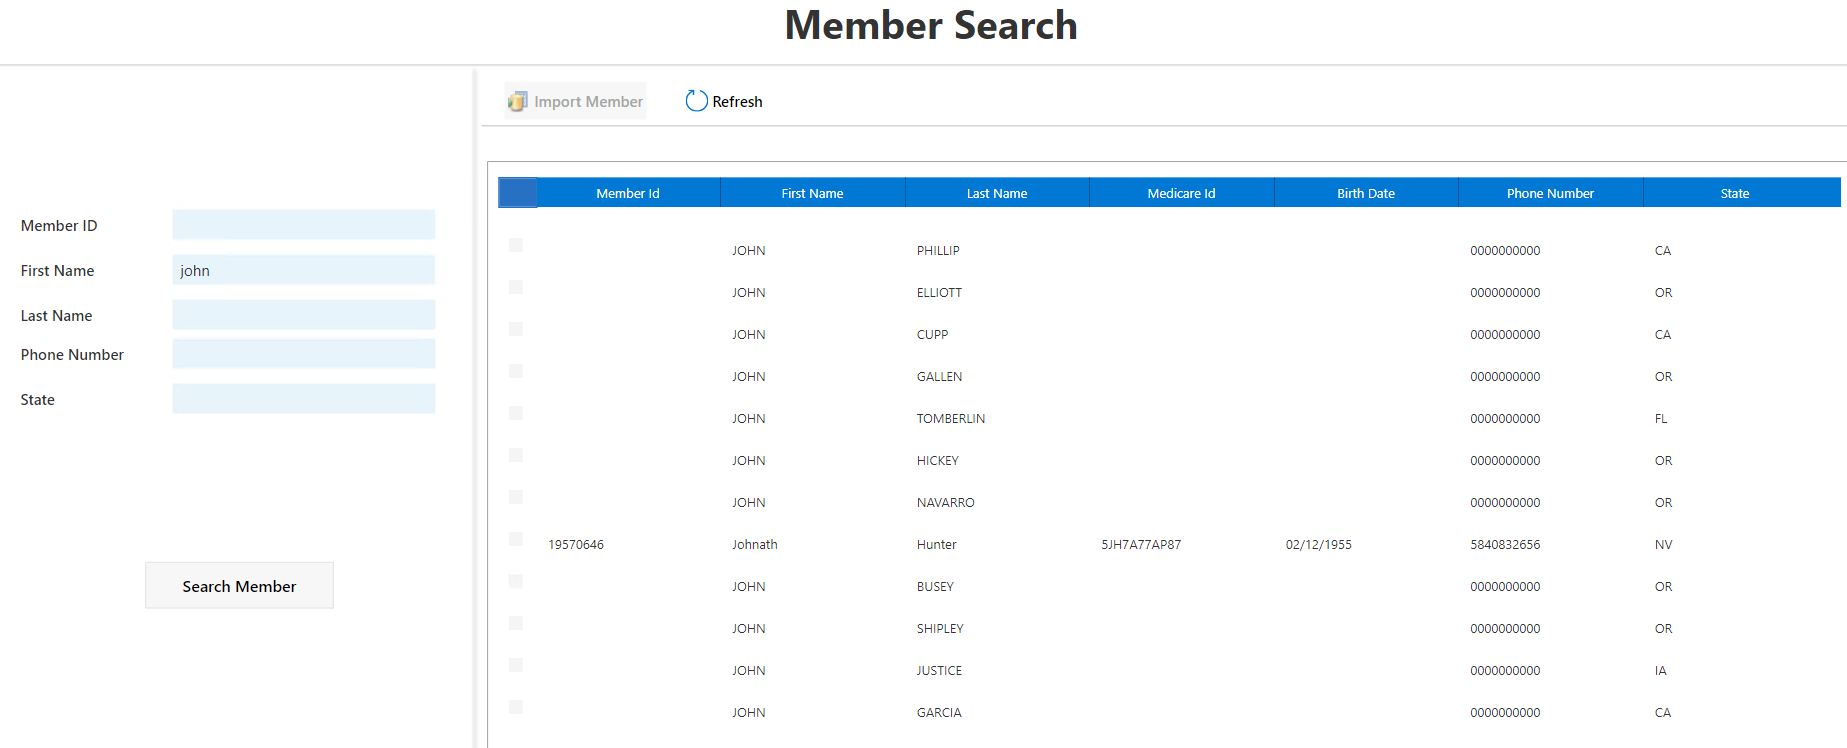 Member Search
Import Member Refresh
Member ID
First Name john
Last Name
Phone Number
State
Search Member
Member Id First Name Last Name Medicare Id Birth Date Phone Number State
JOHN PHILLIP 0000000000 CA
JOHN ELLIOTT 0000000000 OR
JOHN CUPP 0000000000 CA
JOHN GALLEN 0000000000 OR
JOHN TOMBERLIN 0000000000 FL
JOHN HICKEY 0000000000 OR
JOHN NAVARRO 0000000000 OR
19570646 Johnath Hunter 5JH7A77AP87 02/12/1955 5840832656 NV
JOHN BUSEY 0000000000 OR
JOHN SHIPLEY 0000000000 OR
JOHN JUSTICE 0000000000 IA
JOHN GARCIA 0000000000 CA